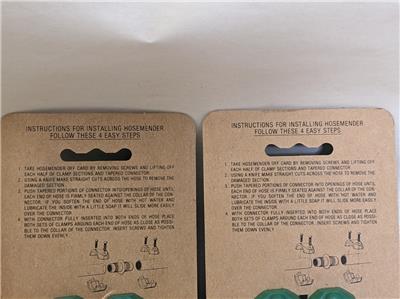 INSTRUCTIONS FOR INSTALLING HOSEMENDER
FOLLOW THESE 4 EASY STEPS
1. TAKE HOSEMENDER OFF CARD BY REMOVING SCREWS AND LIFTING OFF
EACH HALF OF CLAMP SECTIONS AND TAPERED CONNECTOR.
2. USING A KNIFE MAKE STRAIGHT CUTS ACROSS THE HOSE TO REMOVE THE
DAMAGED SECTION.
3. PUSH TAPERED PORTIONS OF CONNECTOR INTO OPENINGS OF HOSE UNTIL
EACH END OF HOSE IS FIRMLY SEATED AGAINST THE COLLAR OF THE CON-
NECTOR. IF YOU SOFTEN THE END OF HOSE WITH HOT WATER AND
LUBRICATE THE INSIDE WITH A LITTLE SOAP IT WILL SLIDE MORE EASILY
OVER THE CONNECTOR.
4. WITH CONNECTOR FULLY INSERTED INTO BOTH ENDS OF HOSE PLACE
BOTH SETS OF CLAMPS AROUND EACH END OF HOSE AS CLOSE AS POSSI-
BLE TO THE COLLAR OF CONNECTOR. INSERT SCREWS AND TIGHTEN
THEM DOWN EVENLY.
INSTRUCTIONS FOR INSTALLING HOSEMENDER
FOLLOW THESE 4 EASY STEPS
1. TAKE HOSEMENDER OFF CARD BY REMOVING SCREWS AND LIFTING OFF
EACH HALF OF CLAMP SECTIONS AND TAPERED CONNECTOR.
2. USING A KNIFE MAKE STRAIGHT CUTS ACROSS THE HOSE TO REMOVE THE
DAMAGED SECTION.
3. PUSH TAPERED PORTIONS OF CONNECTOR INTO OPENINGS OF HOSE UNTIL
EACH END OF HOSE IS FIRMLY SEATED AGAINST THE COLLAR OF THE CON-
NECTOR. IF YOU SOFTEN THE END OF HOSE WITH HOT WATER AND
LUBRICATE THE INSIDE WITH A LITTLE SOAP IT WILL SLIDE MORE EASILY
OVER THE CONNECTOR.
4. WITH CONNECTOR FULLY INSERTED INTO BOTH ENDS OF HOSE PLACE
BOTH SETS OF CLAMPS AROUND EACH END OF HOSE AS CLOSE AS POSSI-
BLE TO THE COLLAR OF CONNECTOR. INSERT SCREWS AND TIGHTEN
THEM DOWN EVENLY.